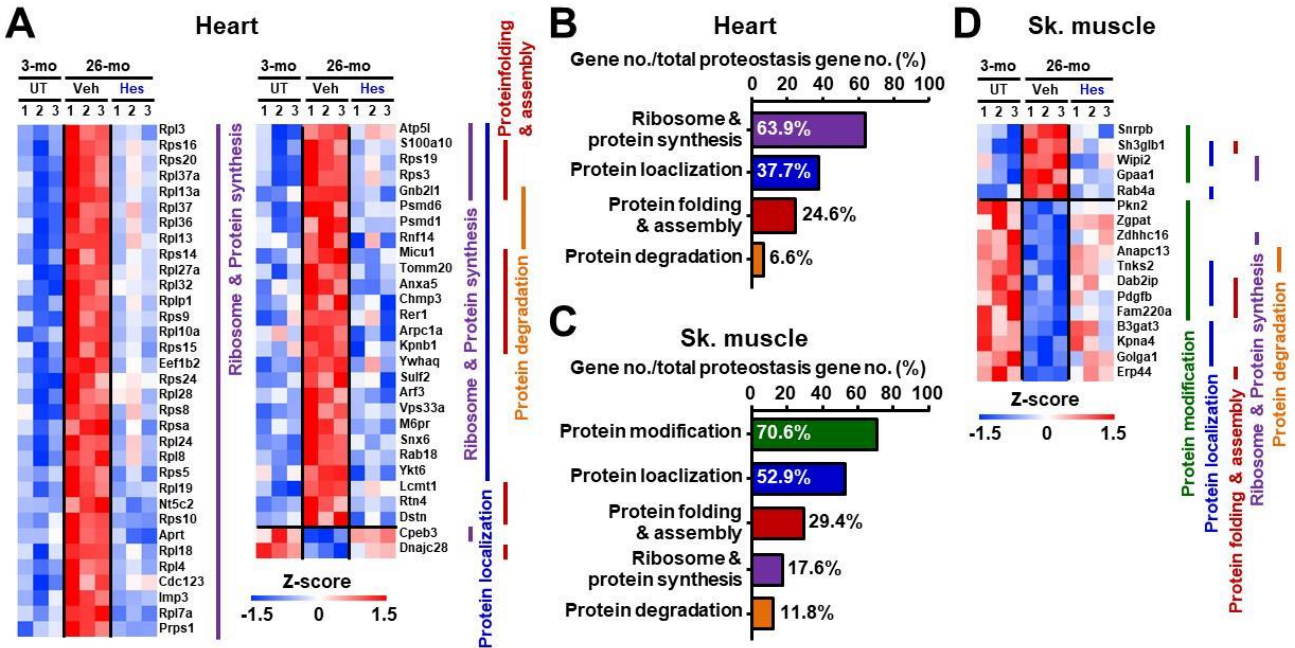 A
Heart
3-mo 26-mo
UT Veh Hes
1 2 3 1 2 3 1 2 3
Rpl3
Rps16
Rps20
Rpl37a
Rpl13a
Rpl37
Rpl36
Rpl13
Rps14
Rpl27a
Rpl32
Rplp1
Rps9
Rpl10a
Rps15
Eef1b2
Rps24
Rpl28
Rps8
Rpsa
Rpl24
Rpl8
Rps5
Rpl19
Nt5c2
Rps10
Aprt
Rpl18
Rpl4
Cdc123
Imp3
Rpl7a
Prps1
Ribosome & Protein synthesis
3-mo 26-mo
UT Veh Hes
1 2 3 1 2 3 1 2 3
Atp5l
S100a10
Rps19
Rps3
Gnb2l1
Psmd6
Psmd1
Rnf14
Micu1
Tomm20
Anxa5
Chmp3
Rer1
Arpc1a
Kpnb1
Ywhaq
Sulf2
Arf3
Vps33a
M6pr
Snx6
Rab18
Ykt6
Lcmt1
Rtn4
Dstn
Cpeb3
Dnajc28
Z-score
-1.5 0 1.5
Ribosome & Protein synthesis
Protein localization
Proteinfolding
& assembly
Protein degradation
B
Heart
Gene no./total proteostasis gene no. (%)
0 20 40 60 80 100
Ribosome &
protein synthesis
63.9%
Protein loaclization
37.7%
Protein folding
& assembly
24.6%
Protein degradation
6.6%
C
Sk. muscle
Gene no./total proteostasis gene no. (%)
0 20 40 60 80 100
Protein modification
70.6%
Protein loaclization
52.9%
Protein folding
& assembly
29.4%
Ribosome &
protein synthesis
17.6%
Protein degradation
11.8%
D
Sk. muscle
3-mo 26-mo
UT Veh Hes
1 2 3 1 2 3 1 2 3
Snrpb
Sh3glb1
Wipi2
Gpaa1
Rab4a
Pkn2
Zgpat
Zdhhc16
Anapc13
Tnks2
Dab2ip
Pdgfb
Fam220a
B3gat3
Kpna4
Golga1
Erp44
Z-score
-1.5 0 1.5
Protein modification
Protein localization
Protein folding & assembly
Ribosome & Protein synthesis
Protein degradation